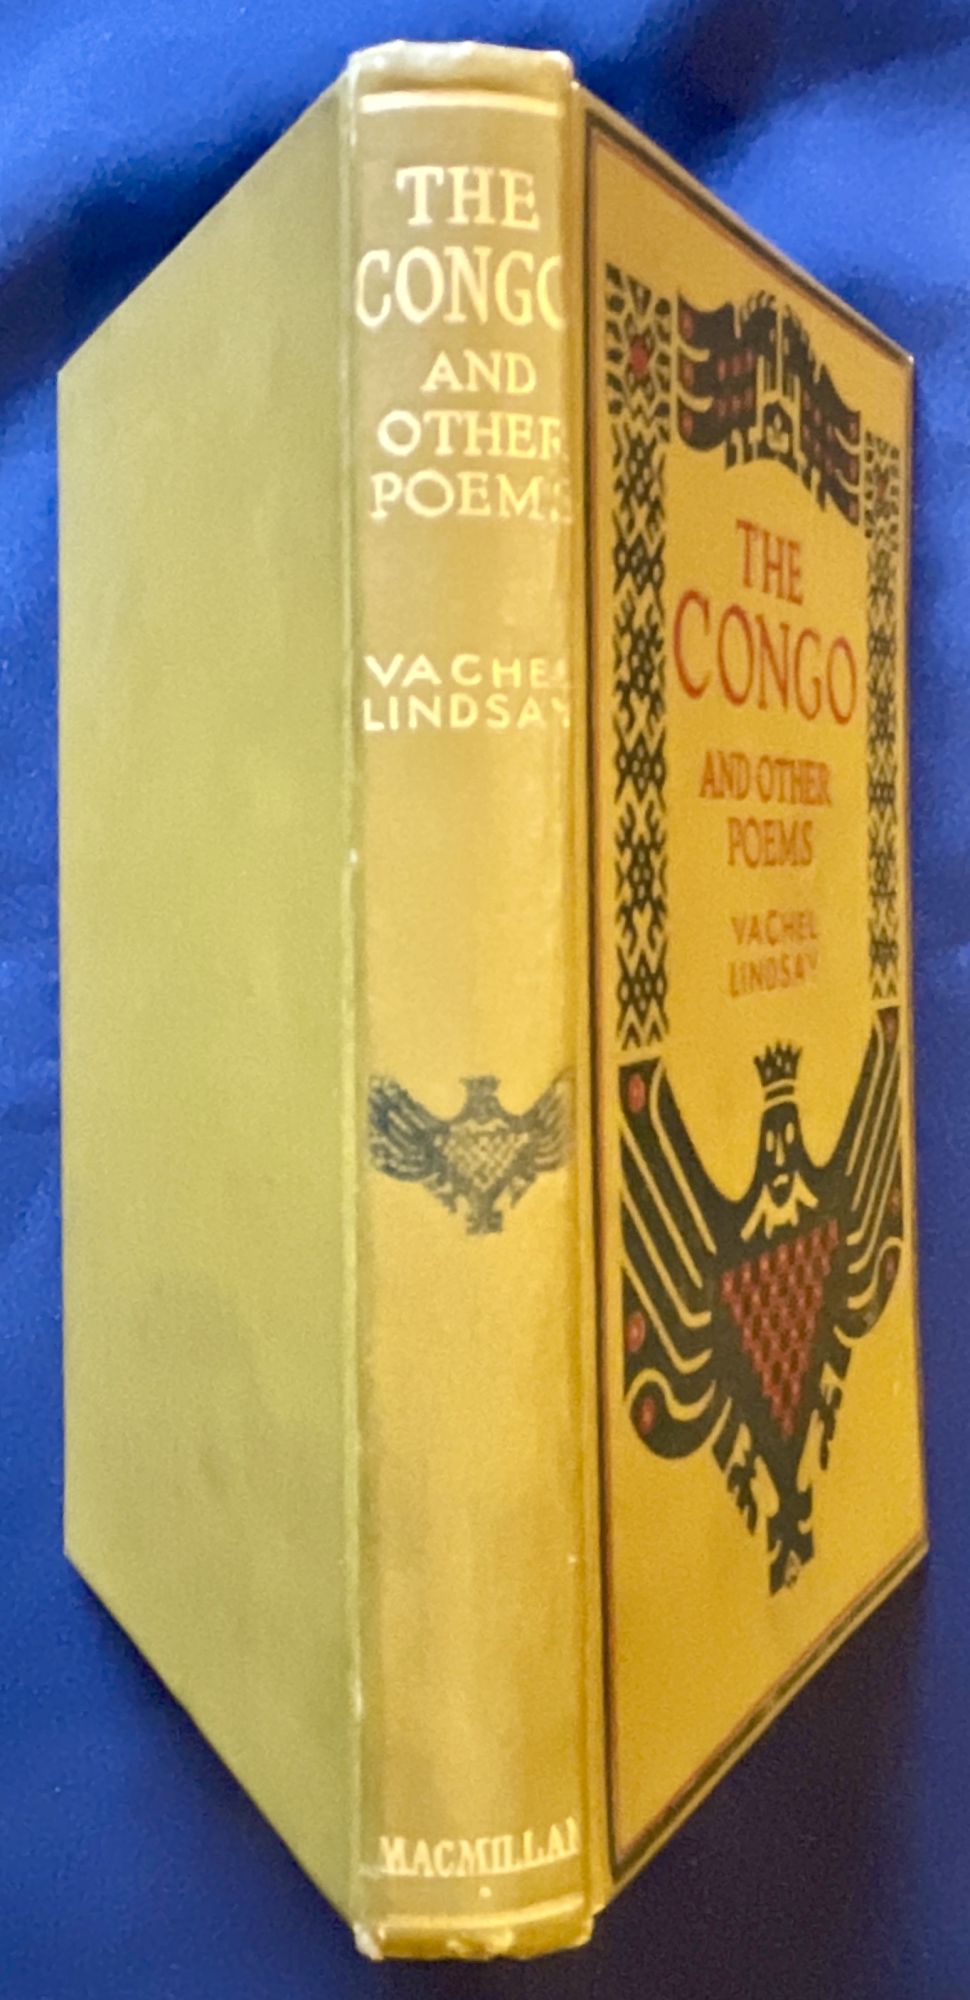 THE
CONGO
AND
OTHER
POEMS
VACHEL
LINDSAY
MACMILLAN
THE
CONGO
AND OTHER
POEMS
VACHEL
LINDSAY